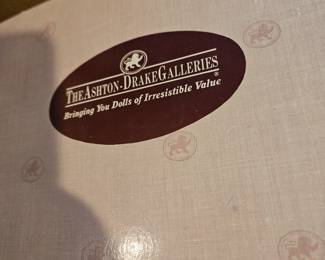 THE ASHTON-DRAKE GALLERIES®
Bringing You Dolls of Irresistible Value